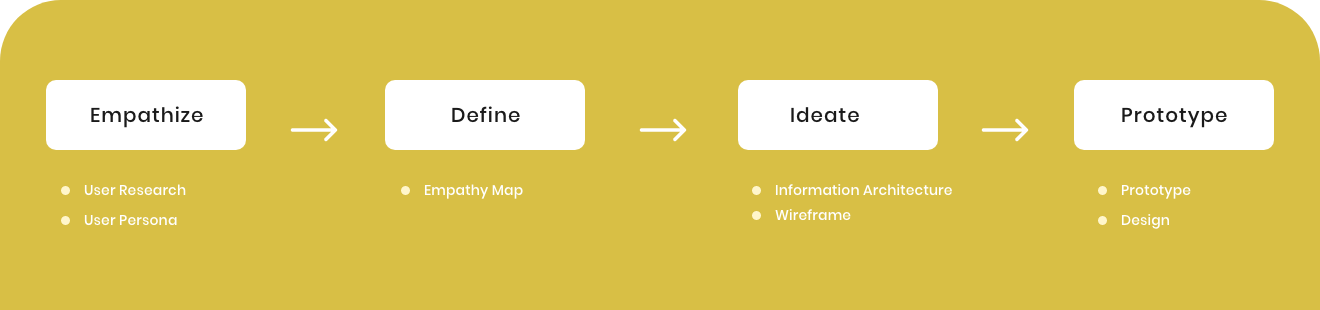 Empathize
User Research
User Persona
Define
Empathy Map
Ideate
Information Architecture
Wireframe
Prototype
Prototype
Design